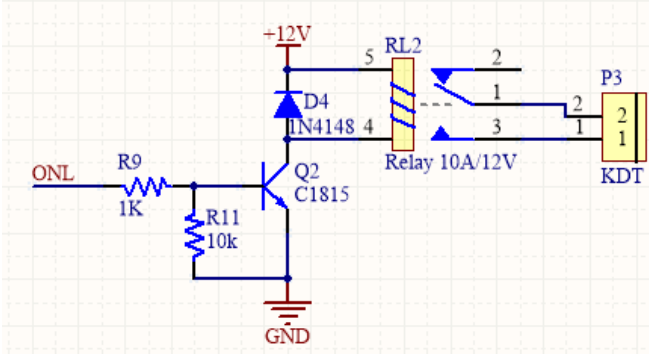 +12V
RL2
5
2
P3
D4
1N4148
1
2
2
4
3
1
1
Relay 10A/12V
KDT
ONL
R9
1K
Q2
C1815
R11
10k
GND